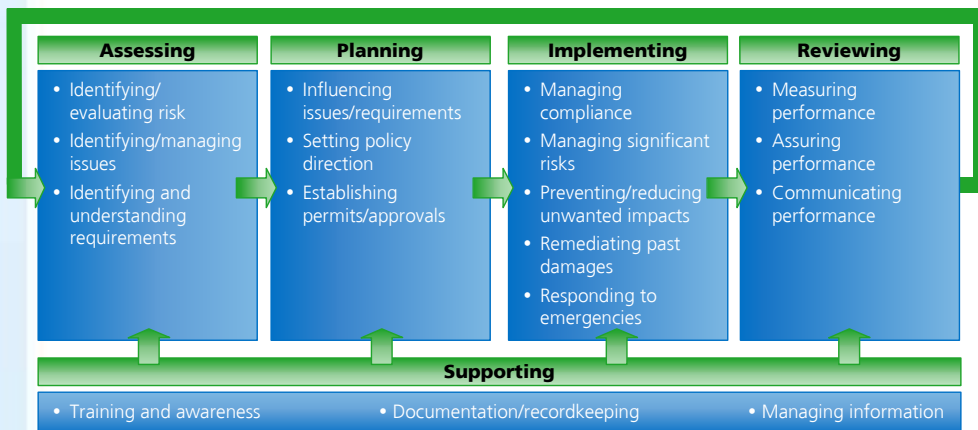 Assessing
• Identifying/
evaluating risk
• Identifying/managing
issues
• Identifying and
understanding
requirements
Planning
• Influencing
issues/requirements
• Setting policy
direction
• Establishing
permits/approvals
Implementing
• Managing
compliance
• Managing significant
risks
• Preventing/reducing
unwanted impacts
• Remediating past
damages
• Responding to
emergencies
Reviewing
• Measuring
performance
• Assuring
performance
• Communicating
performance
Supporting
• Training and awareness
• Documentation/recordkeeping
• Managing information